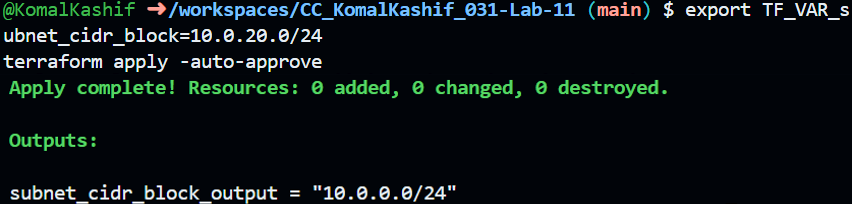 @KomalKashif ➜/workspaces/CC_KomalKashif_031-Lab-11 (main) $ export TF_VAR_s
ubnet_cidr_block=10.0.20.0/24
terraform apply -auto-approve
Apply complete! Resources: 0 added, 0 changed, 0 destroyed.
Outputs:
subnet_cidr_block_output = "10.0.0.0/24"